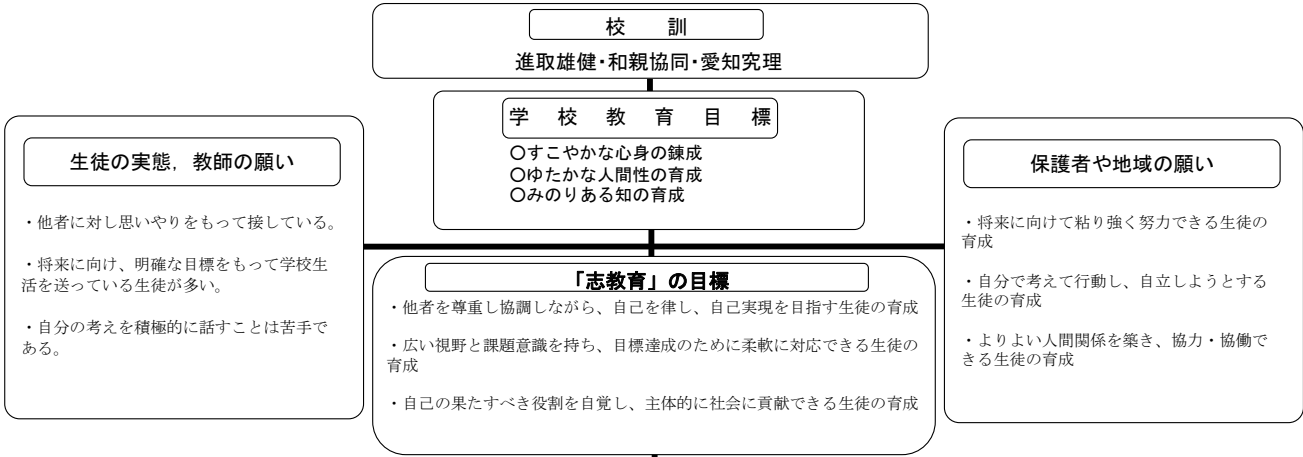 校　訓
進取雄健・和親協同・愛知究理
学　校　教　育　目　標
〇すこやかな心身の錬成
〇ゆたかな人間性の育成
〇みのりある知の育成
生徒の実態，教師の願い
・他者に対し思いやりをもって接している。
・将来に向け、明確な目標をもって学校生
活を送っている生徒が多い。
・自分の考えを積極的に話すことは苦手で
ある。
「志教育」の目標
・他者を尊重し協調しながら、自己を律し、自己実現を目指す生徒の育成
・広い視野と課題意識を持ち、目標達成のために柔軟に対応できる生徒の
育成
・自己の果たすべき役割を自覚し、主体的に社会に貢献できる生徒の育成
保護者や地域の願い
・将来に向けて粘り強く努力できる生徒の
育成
・自分で考えて行動し、自立しようとする
生徒の育成
・よりよい人間関係を築き、協力・協働で
きる生徒の育成